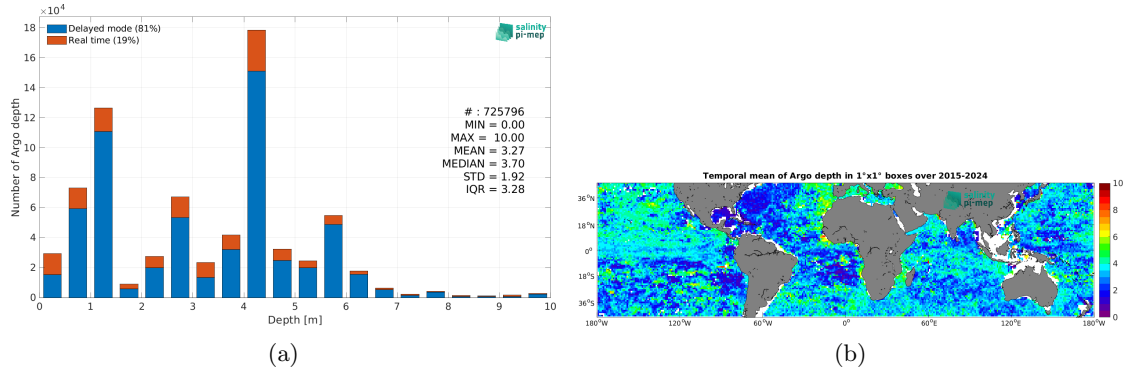 ×10⁴
18
16
14
12
10
8
6
4
2
0
Number of Argo depth
Delayed mode (81%)
Real time (19%)
salinity
pi-mep
# : 725796
MIN = 0.00
MAX = 10.00
MEAN = 3.27
MEDIAN = 3.70
STD = 1.92
IQR = 3.28
0 1 2 3 4 5 6 7 8 9 10
Depth [m]
(a)
Temporal mean of Argo depth in 1°x1° boxes over 2015-2024
salinity
pi-mep
36°N
18°N
0°
18°S
36°S
180°W 120°W 60°W 0° 60°E 120°E 180°W
10
8
6
4
2
0
(b)